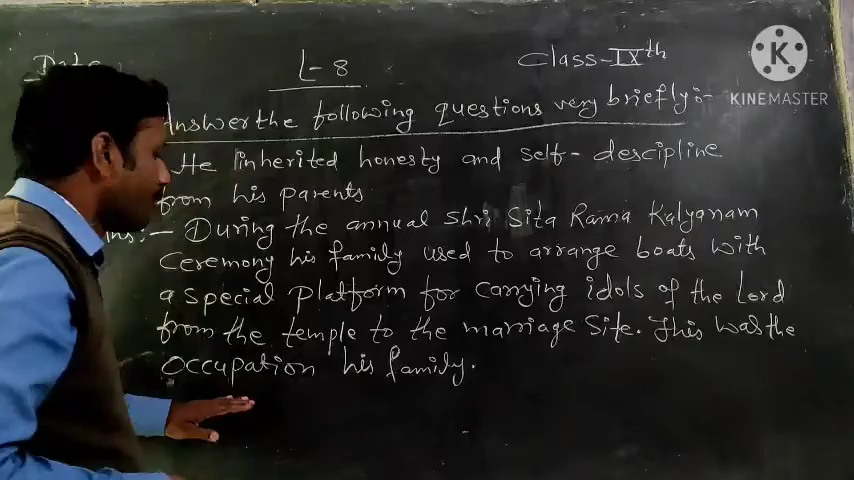 Date
L-8
Class-IXth
KINEMASTER
Answer the following questions very briefly:-
He linherited honesty and self-descipline
from his parents
Ans:- During the annual Shri Sita Rama Kalyanam
Ceremony his family used to arrange boats with
a special platform for carrying idols of the Lord
from the temple to the marriage Site. This was the
Occupation his family.